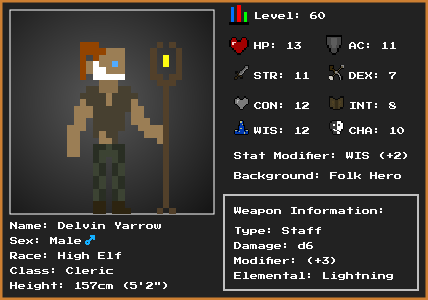 Level: 60
HP: 13 AC: 11
STR: 11 DEX: 7
CON: 12 INT: 8
WIS: 12 CHA: 10
Stat Modifier: WIS (+2)
Background: Folk Hero
Name: Delvin Yarrow
Sex: Male ♂
Race: High Elf
Class: Cleric
Height: 157cm (5'2")
Weapon Information:
Type: Staff
Damage: d6
Modifier: (+3)
Elemental: Lightning